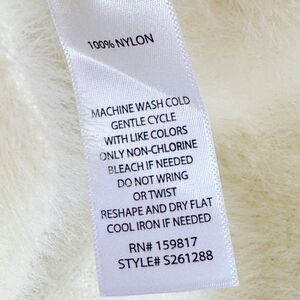 100% NYLON
MACHINE WASH COLD
GENTLE CYCLE
WITH LIKE COLORS
ONLY NON-CHLORINE
BLEACH IF NEEDED
DO NOT WRING
OR TWIST
RESHAPE AND DRY FLAT
COOL IRON IF NEEDED
RN# 159817
STYLE# S261288